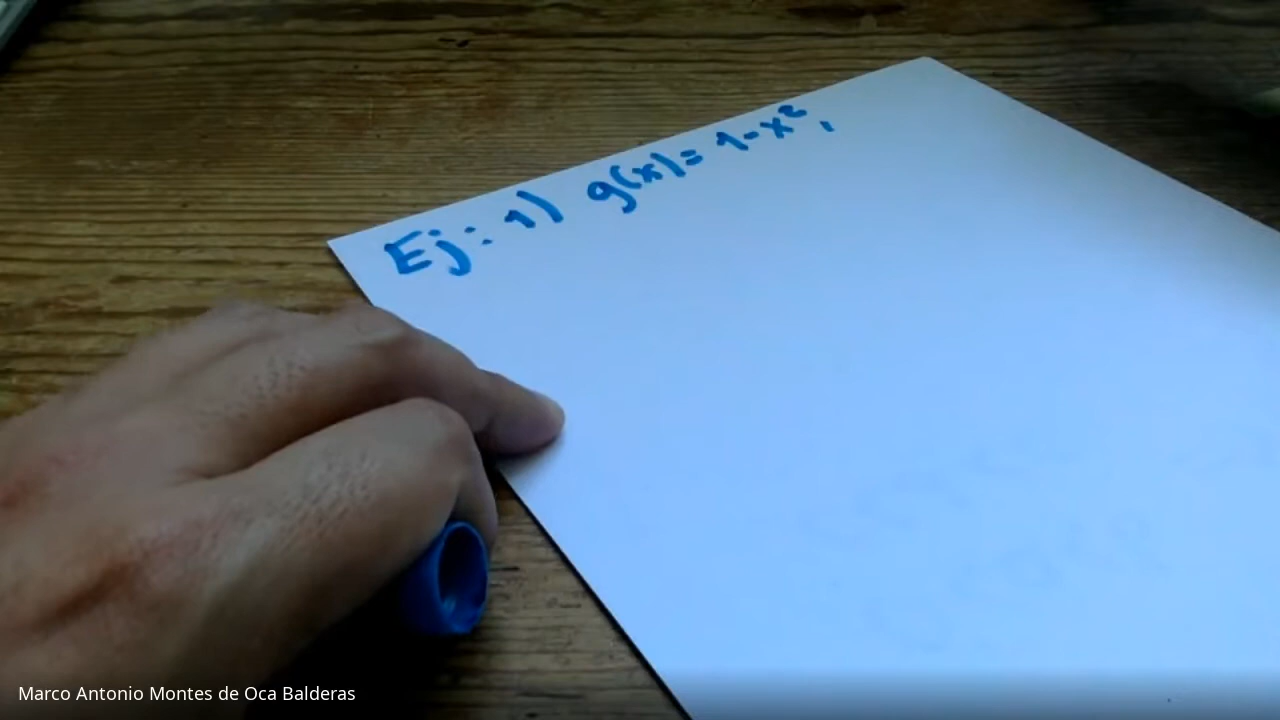 Ej: 1) g(x)= 1-x²,
Marco Antonio Montes de Oca Balderas